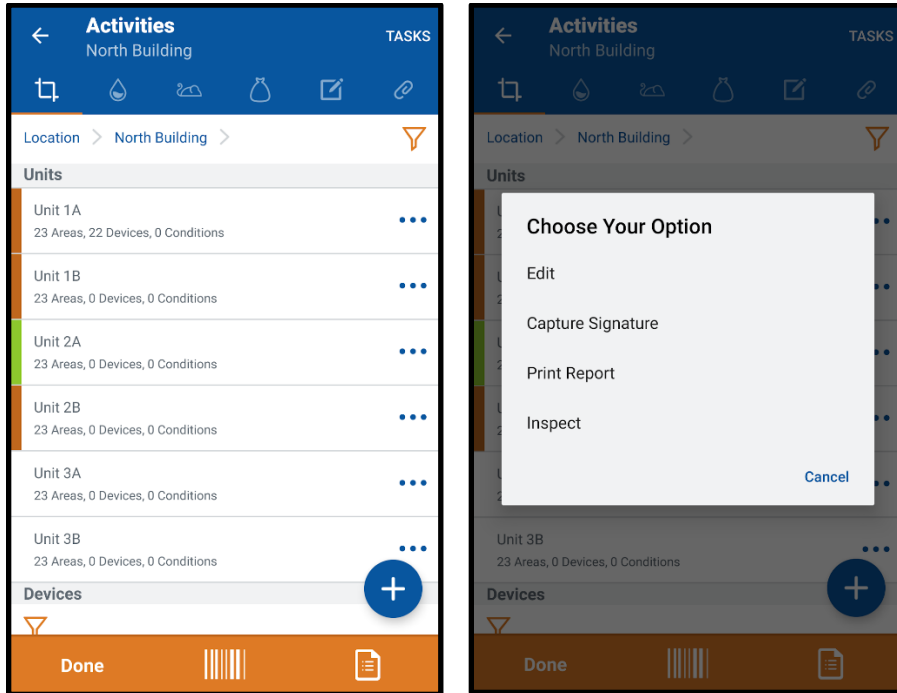 Activities
North Building
TASKS
Location
North Building
Units
Unit 1A
23 Areas, 22 Devices, 0 Conditions
Unit 1B
23 Areas, 0 Devices, 0 Conditions
Unit 2A
23 Areas, 0 Devices, 0 Conditions
Unit 2B
23 Areas, 0 Devices, 0 Conditions
Unit 3A
23 Areas, 0 Devices, 0 Conditions
Unit 3B
23 Areas, 0 Devices, 0 Conditions
Devices
Done
Activities
North Building
TASKS
Location
North Building
Units
Choose Your Option
Edit
Capture Signature
Print Report
Inspect
Cancel
Unit 3B
23 Areas, 0 Devices, 0 Conditions
Devices
Done